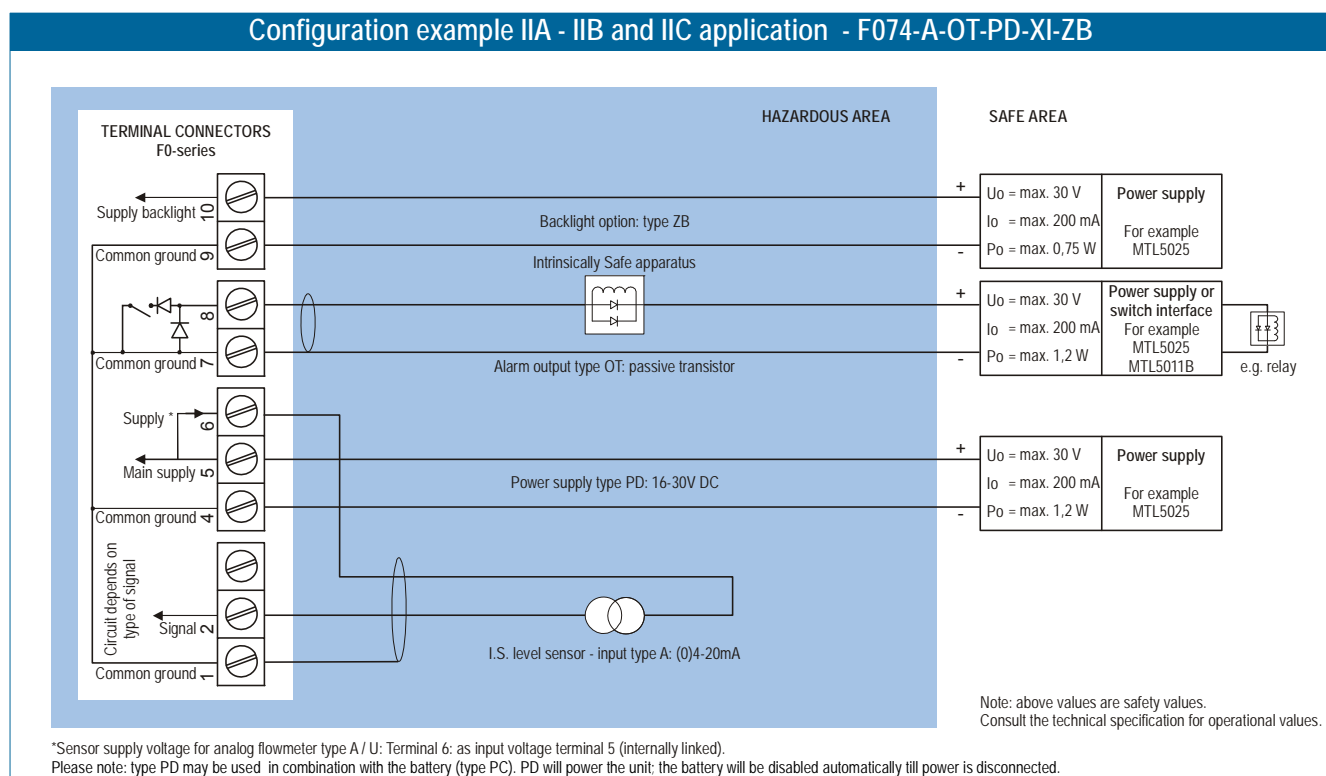 Configuration example IIA - IIB and IIC application - F074-A-OT-PD-XI-ZB
HAZARDOUS AREA
SAFE AREA
TERMINAL CONNECTORS
F0-series
Supply backlight
10
Common ground
9
Backlight option: type ZB
+
-
Uo = max. 30 V
Io = max. 200 mA
Po = max. 0,75 W
Power supply
For example
MTL5025
Intrinsically Safe apparatus
8
Common ground
7
Alarm output type OT: passive transistor
+
-
Uo = max. 30 V
Io = max. 200 mA
Po = max. 1,2 W
Power supply or
switch interface
For example
MTL5025
MTL5011B
e.g. relay
Supply *
6
Main supply
5
Common ground
4
Power supply type PD: 16-30V DC
+
-
Uo = max. 30 V
Io = max. 200 mA
Po = max. 1,2 W
Power supply
For example
MTL5025
Circuit depends on
type of signal
Signal
2
Common ground
1
I.S. level sensor - input type A: (0)4-20mA
Note: above values are safety values.
Consult the technical specification for operational values.
*Sensor supply voltage for analog flowmeter type A / U: Terminal 6: as input voltage terminal 5 (internally linked).
Please note: type PD may be used in combination with the battery (type PC). PD will power the unit; the battery will be disabled automatically till power is disconnected.